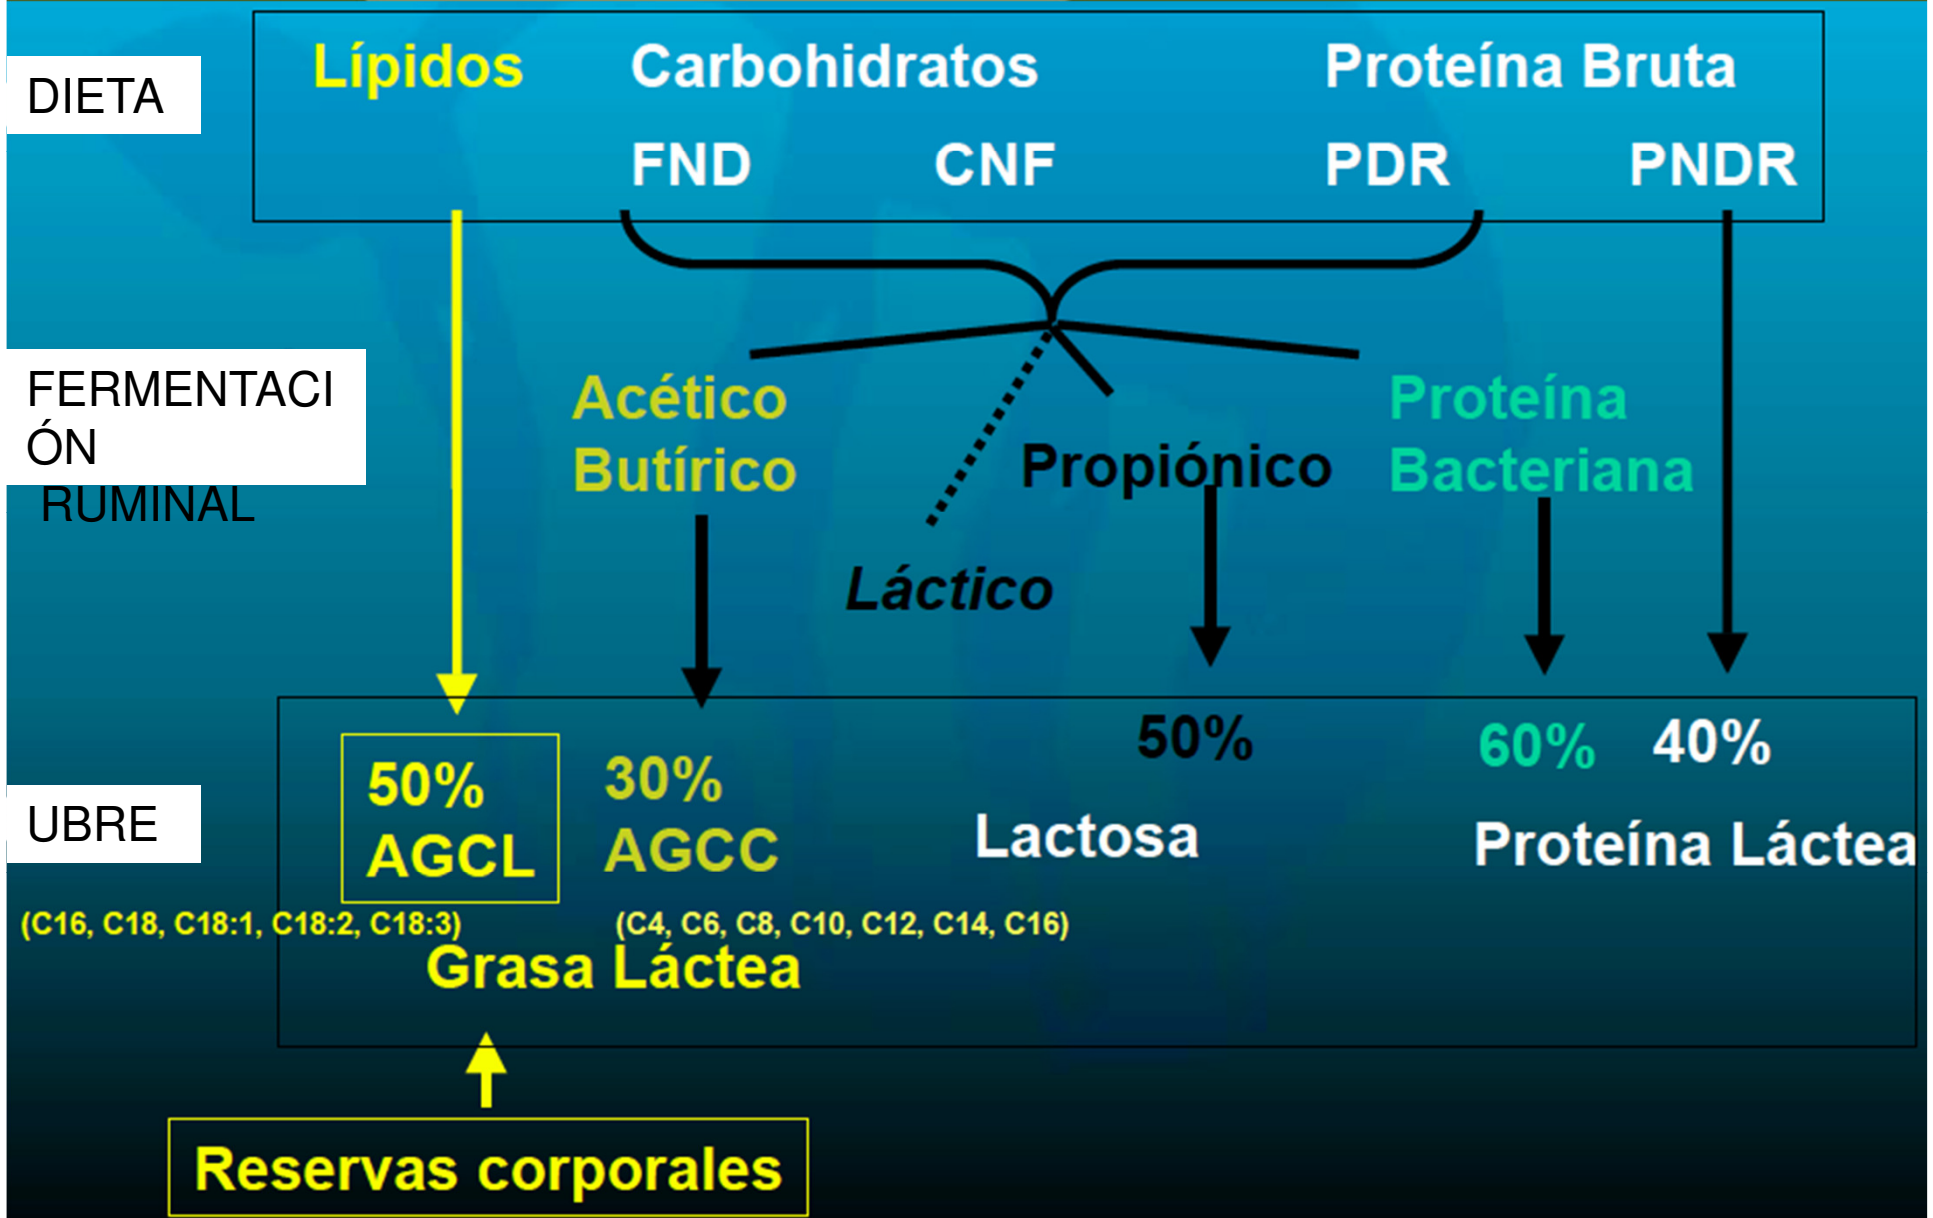 DIETA
Lípidos Carbohidratos Proteína Bruta
FND CNF PDR PNDR
FERMENTACI
ÓN
RUMINAL
Acético
Butírico
Láctico
Propiónico
Proteína
Bacteriana
UBRE
50%
AGCL
30%
AGCC
50%
Lactosa
60% 40%
Proteína Láctea
(C16, C18, C18:1, C18:2, C18:3) (C4, C6, C8, C10, C12, C14, C16)
Grasa Láctea
Reservas corporales